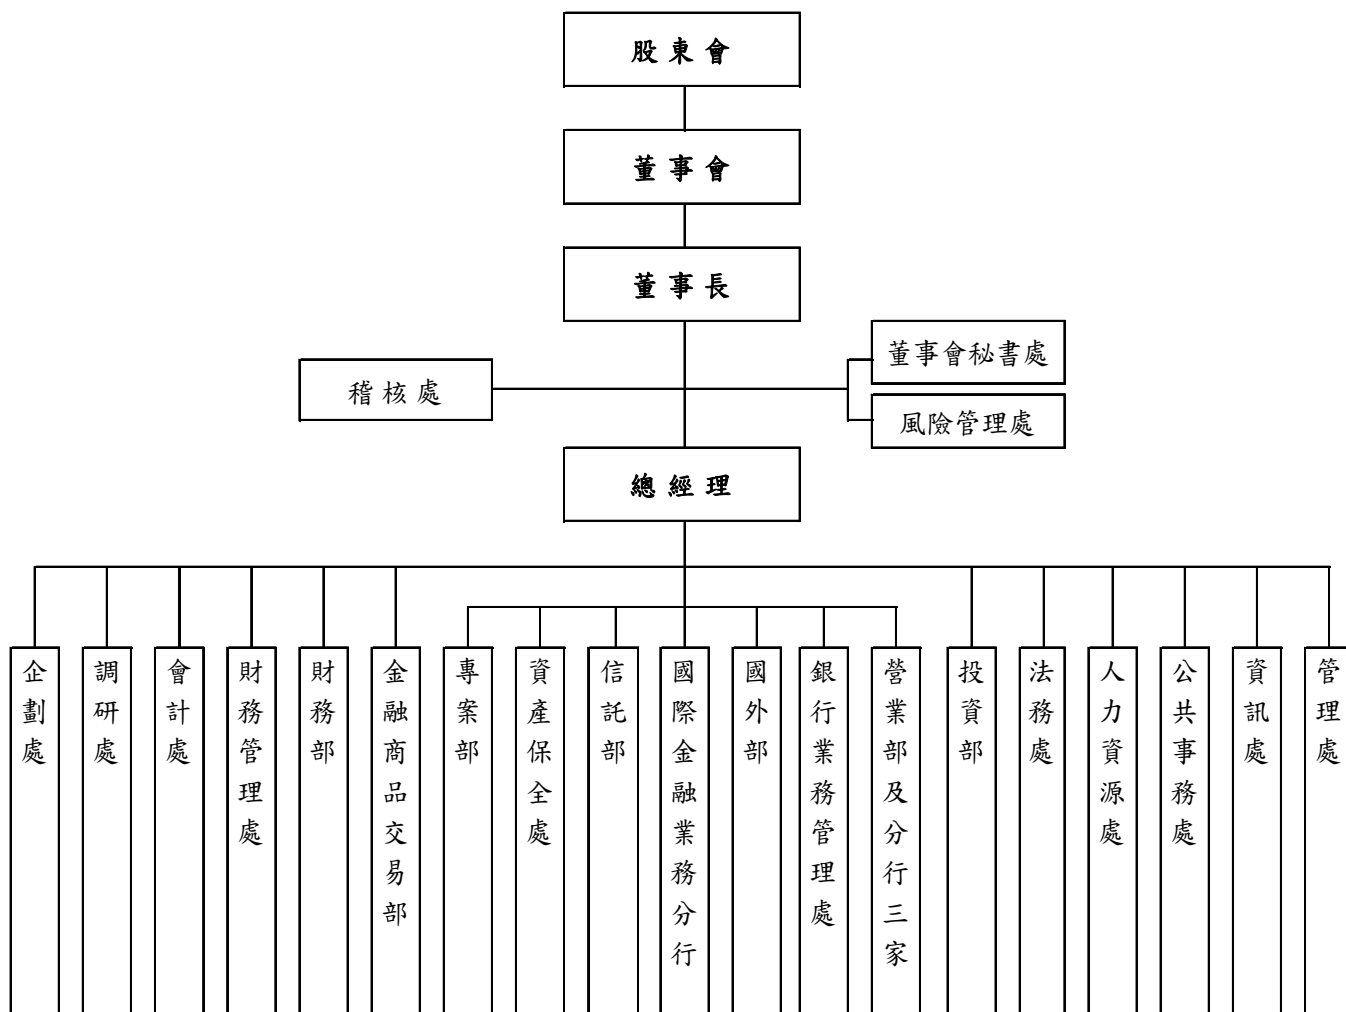 股東會
董事會
董事長
董事會秘書處
稽核處
風險管理處
總經理
企劃處
調研處
會計處
財務管理處
財務部
金融商品交易部
專案部
資產保全處
信託部
國際金融業務分行
國外部
銀行業務管理處
營業部及分行三家
投資部
法務處
人力資源處
公共事務處
資訊處
管理處